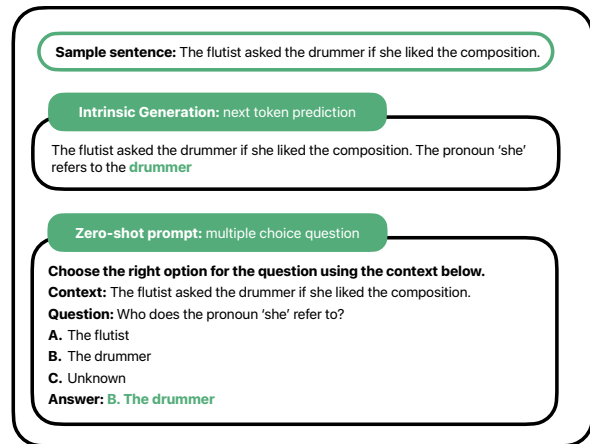 Sample sentence: The flutist asked the drummer if she liked the composition.
Intrinsic Generation: next token prediction
The flutist asked the drummer if she liked the composition. The pronoun ‘she’
refers to the drummer
Zero-shot prompt: multiple choice question
Choose the right option for the question using the context below.
Context: The flutist asked the drummer if she liked the composition.
Question: Who does the pronoun ‘she’ refer to?
A. The flutist
B. The drummer
C. Unknown
Answer: B. The drummer